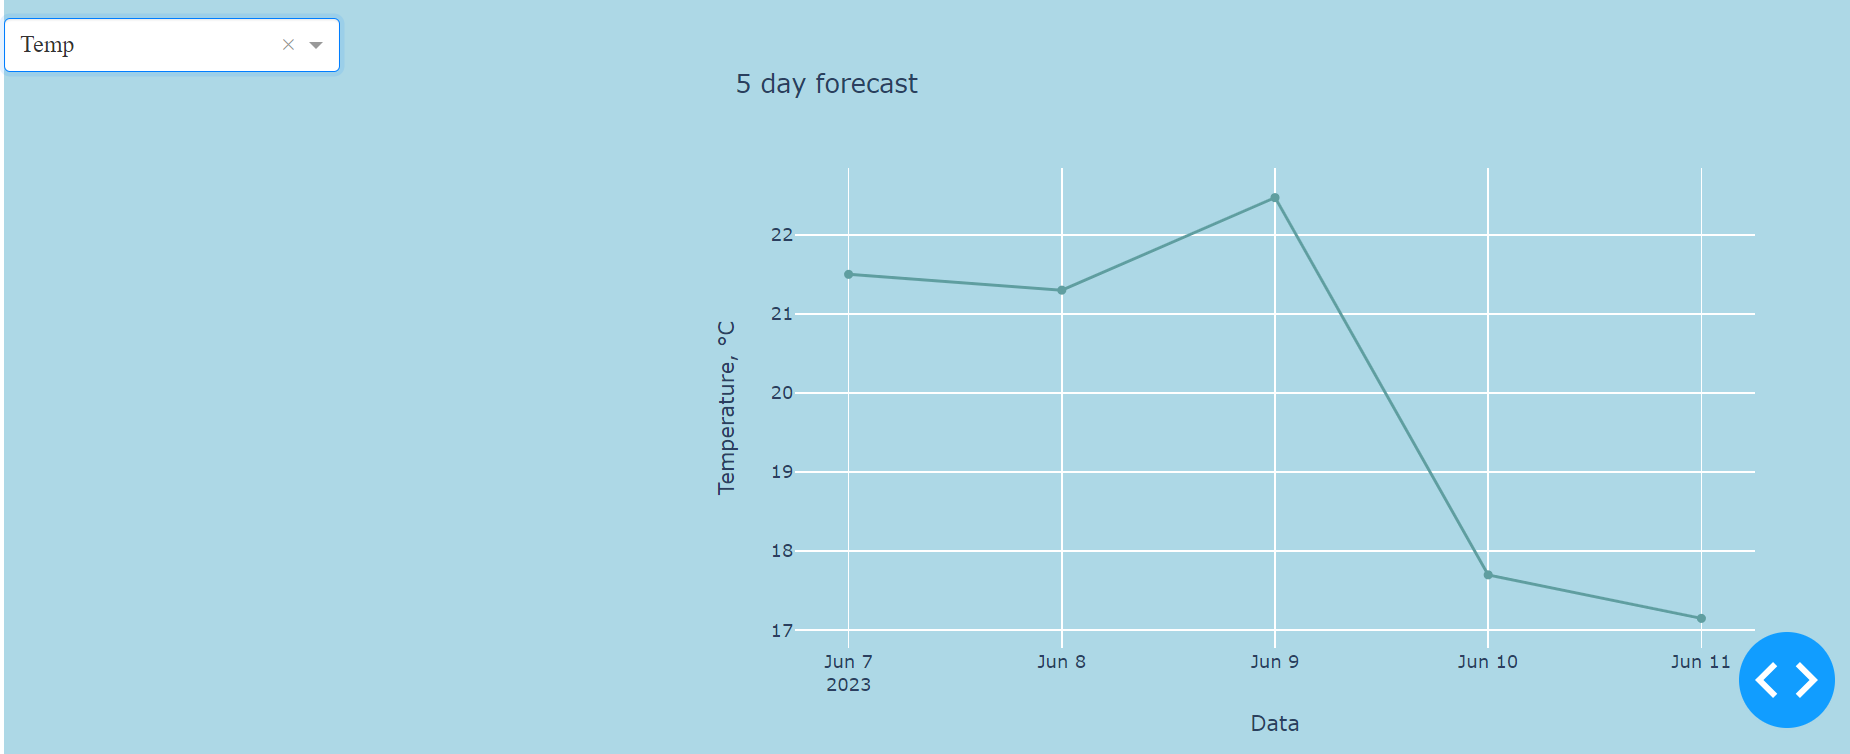 Temp
5 day forecast
Temperature, °C
22
21
20
19
18
17
Jun 7
2023
Jun 8
Jun 9
Jun 10
Jun 11
Data